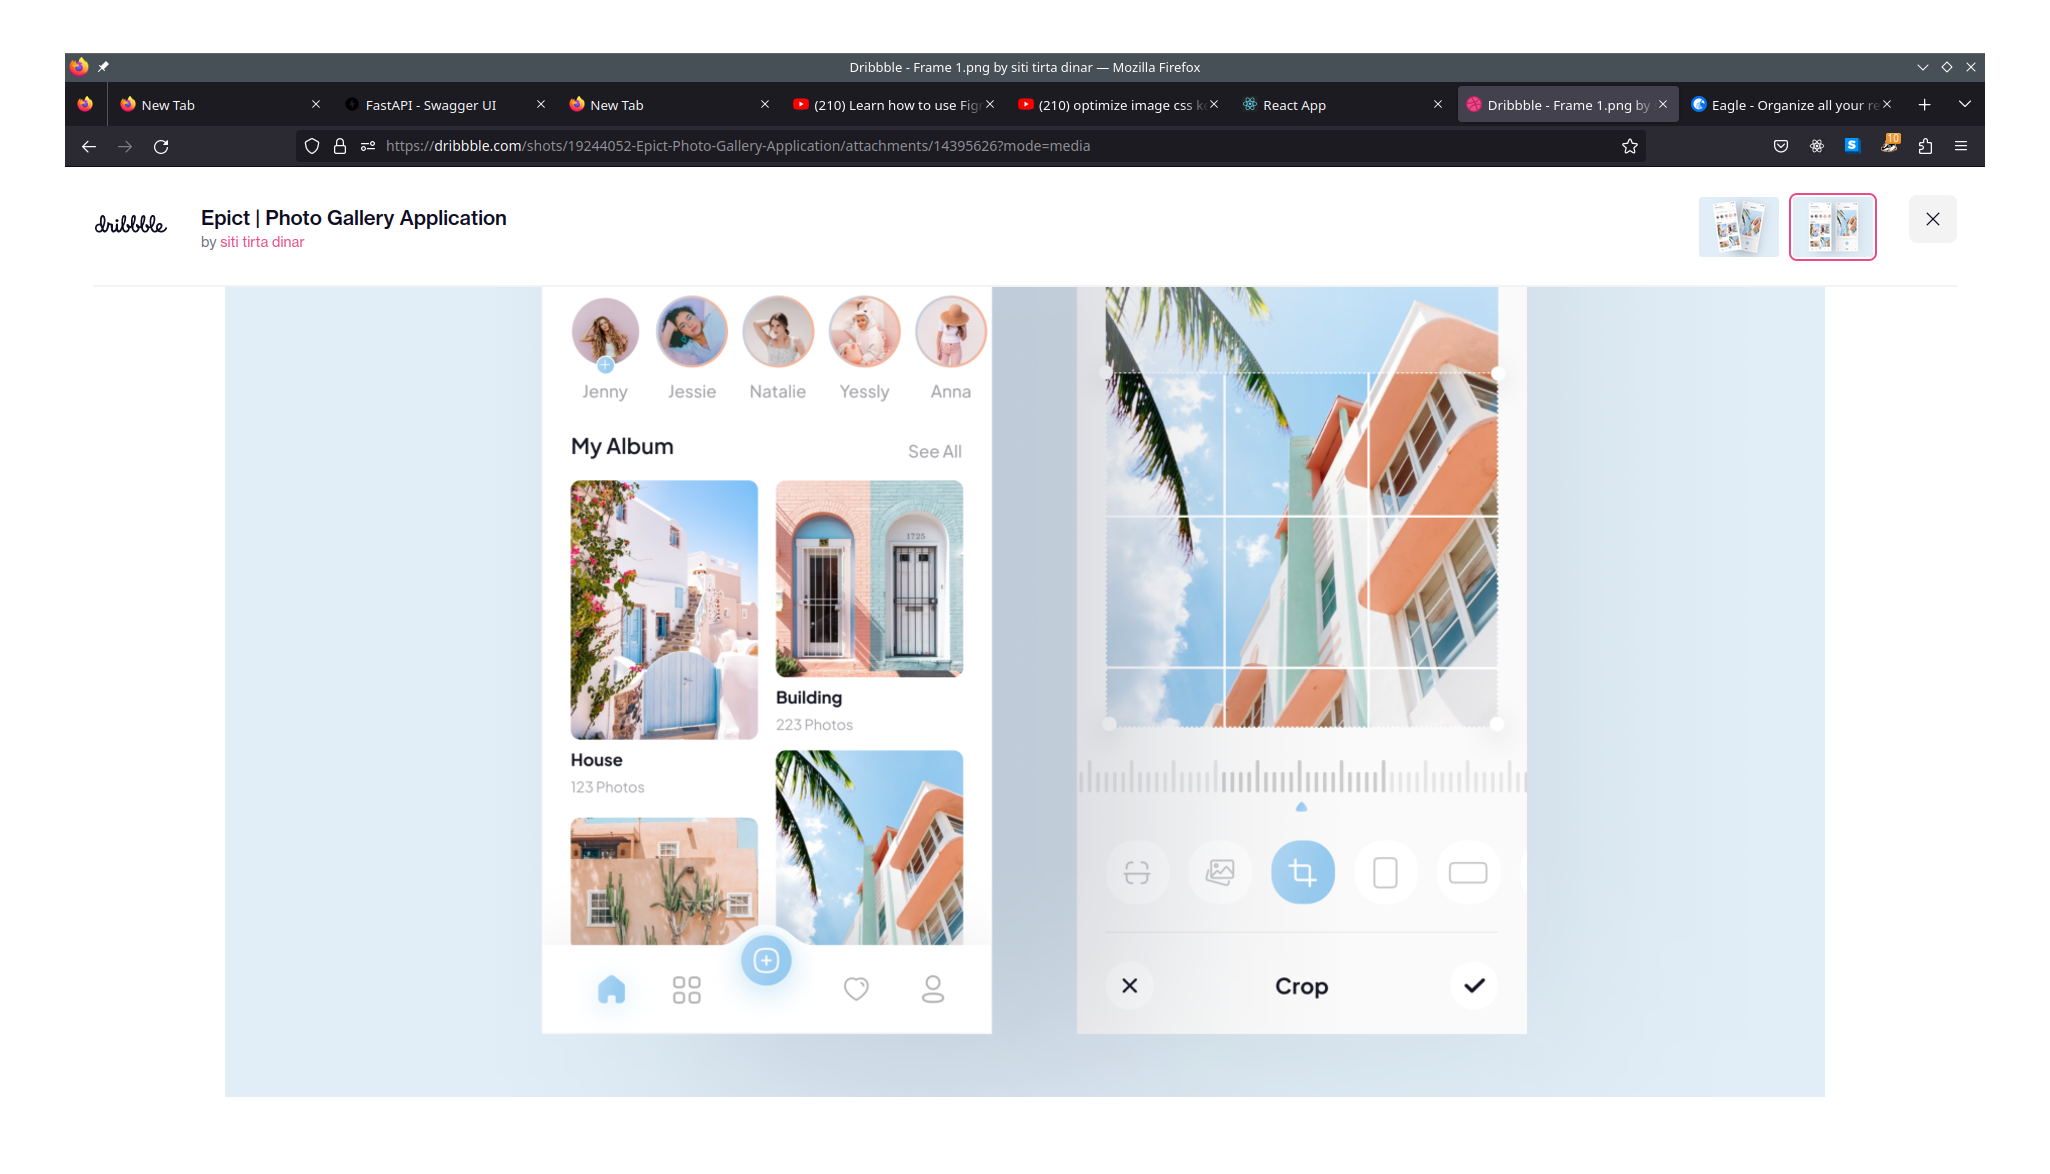 Dribbble - Frame 1.png by siti tirta dinar — Mozilla Firefox
New Tab
FastAPI - Swagger UI
New Tab
(210) Learn how to use Fig
(210) optimize image css
React App
Dribbble - Frame 1.png by
Eagle - Organize all your re
https://dribbble.com/shots/19244052-Epict-Photo-Gallery-Application/attachments/14395626?mode=media
S
10
dribbble
Epict | Photo Gallery Application
by siti tirta dinar
Jenny
Jessie
Natalie
Yessly
Anna
My Album
See All
1725
Building
223 Photos
House
123 Photos
Crop